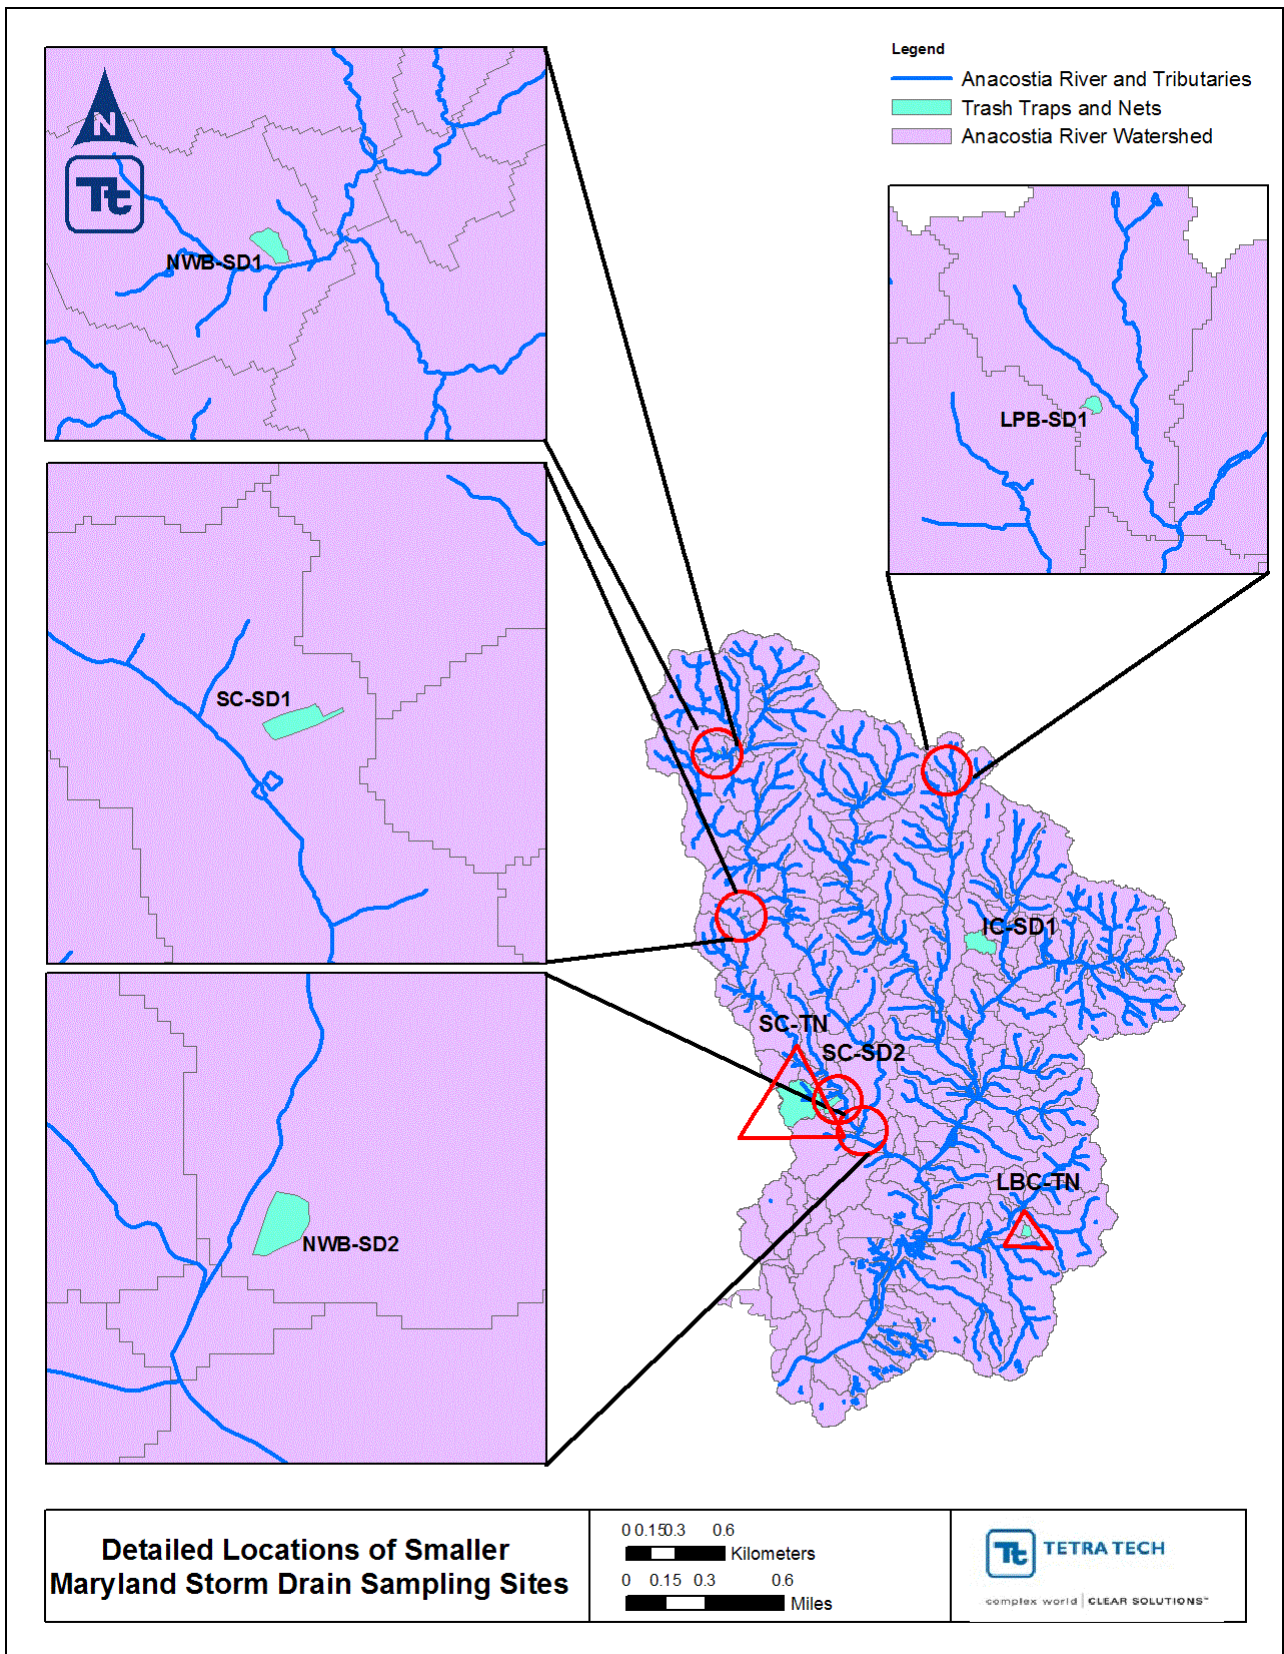 Legend
Anacostia River and Tributaries
Trash Traps and Nets
Anacostia River Watershed
N
Tt
NWB-SD1
LPB-SD1
SC-SD1
IC-SD1
SC-TN
SC-SD2
LBC-TN
NWB-SD2
Detailed Locations of Smaller
Maryland Storm Drain Sampling Sites
0 0.15 0.3 0.6
Kilometers
0 0.15 0.3 0.6
Miles
Tt TETRA TECH
complex world | CLEAR SOLUTIONS™